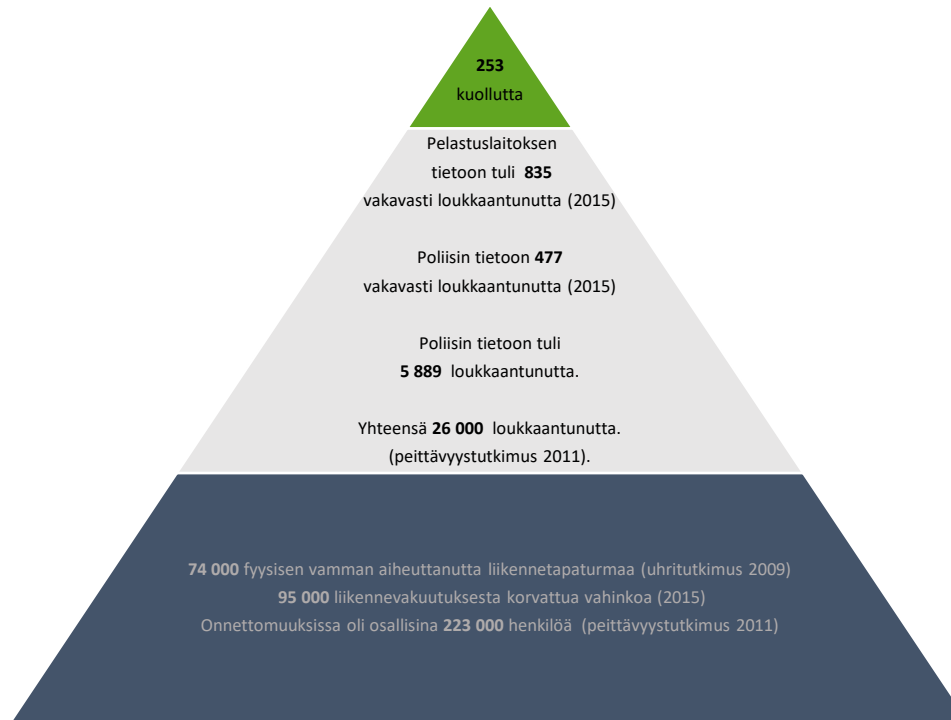 253
kuollutta
Pelastuslaitoksen
tietoon tuli 835
vakavasti loukkaantunutta (2015)
Poliisin tietoon 477
vakavasti loukkaantunutta (2015)
Poliisin tietoon tuli
5 889 loukkaantunutta.
Yhteensä 26 000 loukkaantunutta.
(peittävyystutkimus 2011).
74 000 fyysisen vamman aiheuttanutta liikennetapaturmaa (uhritutkimus 2009)
95 000 liikennevakuutuksesta korvattua vahinkoa (2015)
Onnettomuuksissa oli osallisina 223 000 henkilöä (peittävyystutkimus 2011)